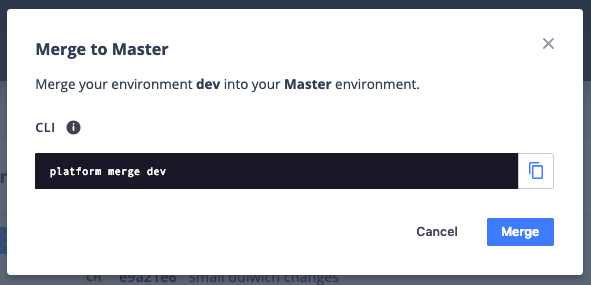 Merge to Master
Merge your environment dev into your Master environment.
CLI
platform merge dev
Cancel
Merge
e9a21e6 small dulwich changes